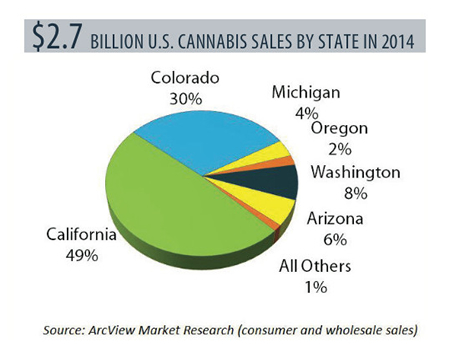 $2.7 BILLION U.S. CANNABIS SALES BY STATE IN 2014
Colorado
30%
Michigan
4%
Oregon
2%
Washington
8%
Arizona
6%
All Others
1%
California
49%
Source: ArcView Market Research (consumer and wholesale sales)